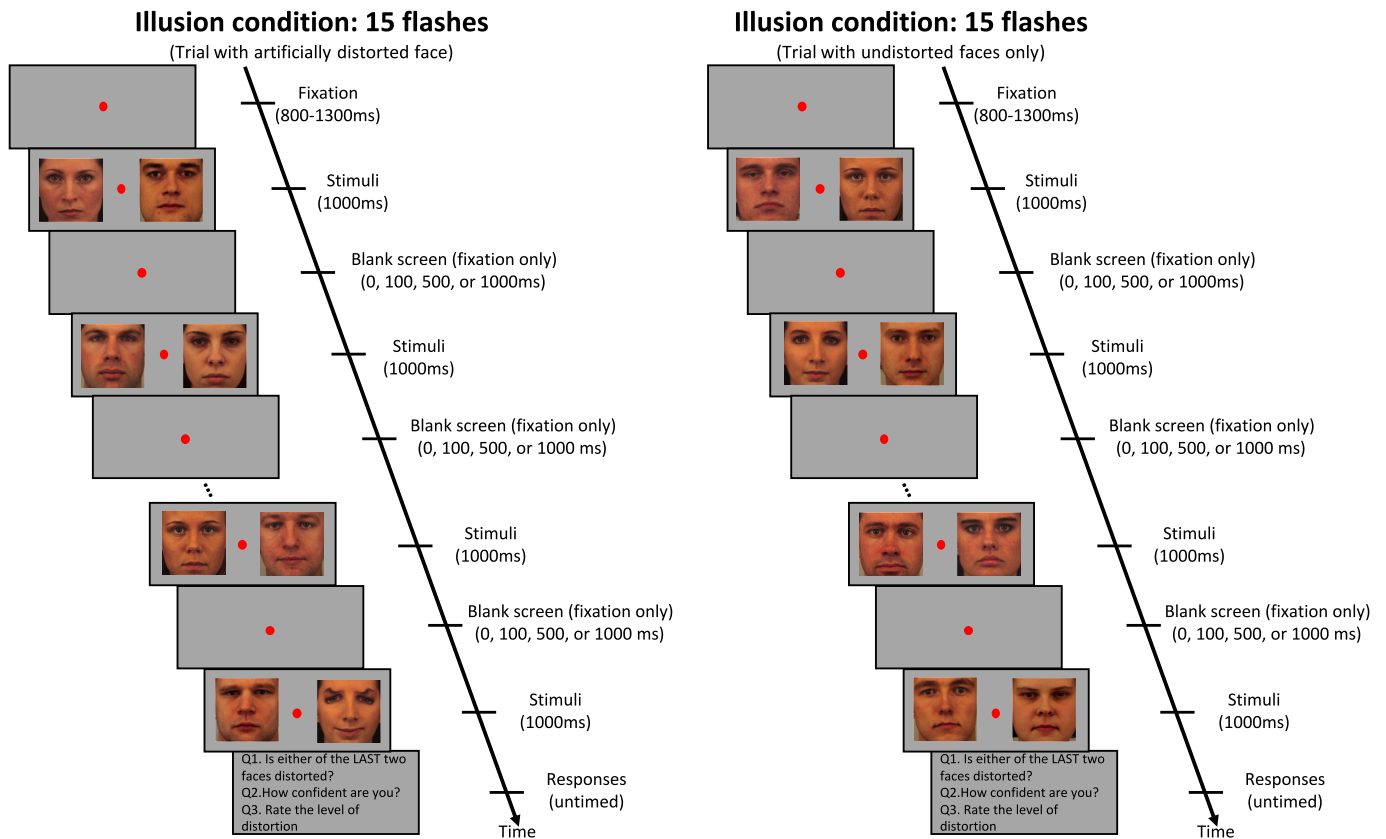 Illusion condition: 15 flashes
(Trial with artificially distorted face)
Fixation
(800-1300ms)
Stimuli
(1000ms)
Blank screen (fixation only)
(0, 100, 500, or 1000ms)
Stimuli
(1000ms)
Blank screen (fixation only)
(0, 100, 500, or 1000 ms)
Stimuli
(1000ms)
Blank screen (fixation only)
(0, 100, 500, or 1000 ms)
Stimuli
(1000ms)
Q1. Is either of the LAST two
faces distorted?
Q2.How confident are you?
Q3. Rate the level of
distortion
Responses
(untimed)
Time
Illusion condition: 15 flashes
(Trial with undistorted faces only)
Fixation
(800-1300ms)
Stimuli
(1000ms)
Blank screen (fixation only)
(0, 100, 500, or 1000ms)
Stimuli
(1000ms)
Blank screen (fixation only)
(0, 100, 500, or 1000 ms)
Stimuli
(1000ms)
Blank screen (fixation only)
(0, 100, 500, or 1000 ms)
Stimuli
(1000ms)
Q1. Is either of the LAST two
faces distorted?
Q2.How confident are you?
Q3. Rate the level of
distortion
Responses
(untimed)
Time